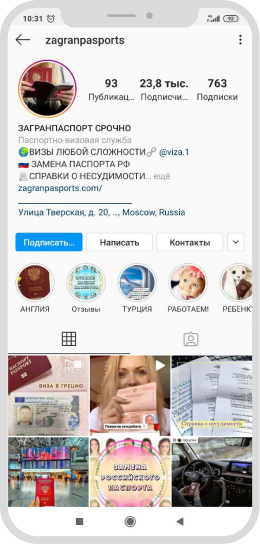 10:31
92
zagranpasports
93 23,8 тыс. 763
Публикац... Подписчи... Подписки
ЗАГРАНПАСПОРТ СРОЧНО
Паспортно-визовая служба
ВИЗЫ ЛЮБОЙ СЛОЖНОСТИ @viza.1
ЗАМЕНА ПАСПОРТА РФ
СПРАВКИ О НЕСУДИМОСТИ... ещё
zagranpasports.com/
Улица Тверская, д. 20, ..., Moscow, Russia
Подписать... Написать Контакты
АНГЛИЯ Отзывы ТУРЦИЯ РАБОТАЕМ! РЕБЕНК
ВИЗА В ГРЕЦИЮ
Справка о несудимости
ЗАМЕНА
РОССИЙСКОГО
ПАСПОРТА